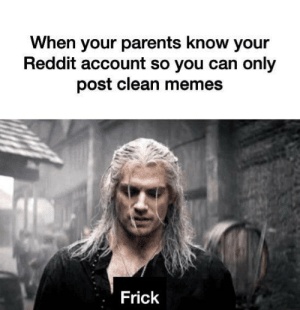 When your parents know your
Reddit account so you can only
post clean memes
Frick